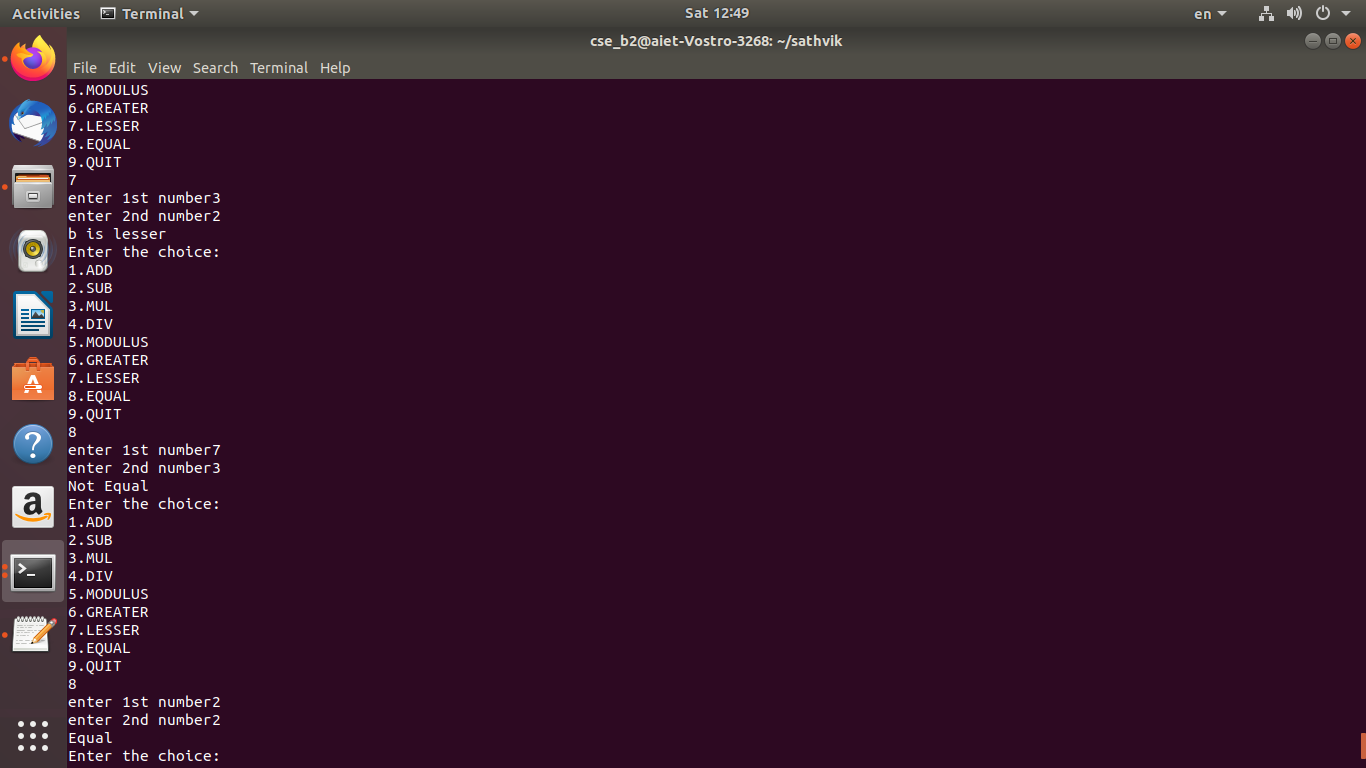 Activities Terminal Sat 12:49 en
cse_b2@aiet-Vostro-3268: ~/sathvik
File Edit View Search Terminal Help
5.MODULUS
6.GREATER
7.LESSER
8.EQUAL
9.QUIT
7
enter 1st number3
enter 2nd number2
b is lesser
Enter the choice:
1.ADD
2.SUB
3.MUL
4.DIV
5.MODULUS
6.GREATER
7.LESSER
8.EQUAL
9.QUIT
8
enter 1st number7
enter 2nd number3
Not Equal
Enter the choice:
1.ADD
2.SUB
3.MUL
4.DIV
5.MODULUS
6.GREATER
7.LESSER
8.EQUAL
9.QUIT
8
enter 1st number2
enter 2nd number2
Equal
Enter the choice: